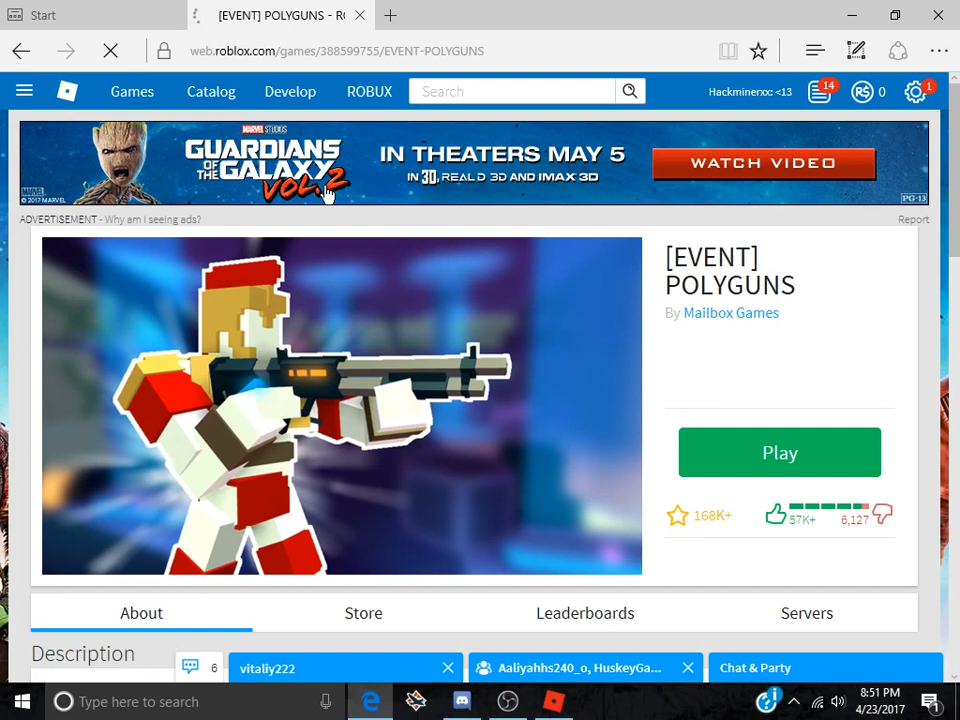 Start
[EVENT] POLYGUNS - R
web.roblox.com/games/388599755/EVENT-POLYGUNS
Games
Catalog
Develop
ROBUX
Search
Hackminerxx: <13
14
R$ 0
1
MARVEL STUDIOS
GUARDIANS
OF THE GALAXY
VOL. 2
IN THEATERS MAY 5
IN 3D, REAL D 3D AND IMAX 3D
WATCH VIDEO
MARVEL
© 2017 MARVEL
PG-13
ADVERTISEMENT - Why am I seeing ads?
Report
[EVENT]
POLYGUNS
By Mailbox Games
Play
168K+
57K+
6,127
About
Store
Leaderboards
Servers
Description
6
vitaliy222
Aaliyahhs240_o, HuskeyGa...
Chat & Party
Type here to search
8:51 PM
4/23/2017
1